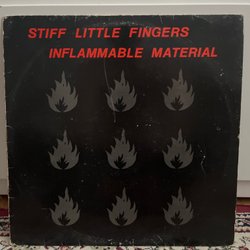 STIFF LITTLE FINGERS
INFLAMMABLE MATERIAL